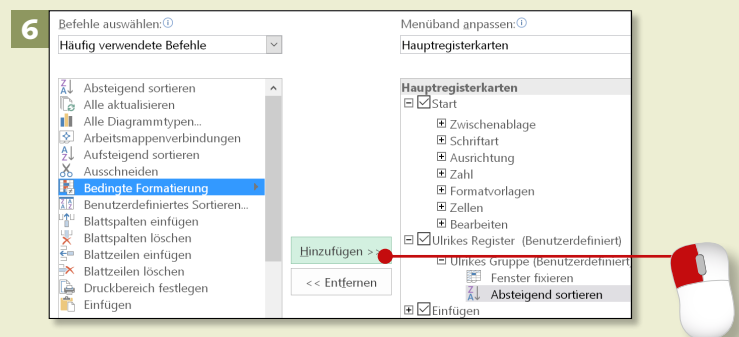 6
Befehle auswählen:
Häufig verwendete Befehle
Absteigend sortieren
Alle aktualisieren
Alle Diagrammtypen...
Arbeitsmappenverbindungen
Aufsteigend sortieren
Ausschneiden
Bedingte Formatierung
Benutzerdefiniertes Sortieren...
Blattspalten einfügen
Blattspalten löschen
Blattzeilen einfügen
Blattzeilen löschen
Druckbereich festlegen
Einfügen
Hinzufügen >>
<< Entfernen
Menüband anpassen:
Hauptregisterkarten
Hauptregisterkarten
Start
Zwischenablage
Schriftart
Ausrichtung
Zahl
Formatvorlagen
Zellen
Bearbeiten
Ulrikes Register (Benutzerdefiniert)
Ulrikes Gruppe (Benutzerdefiniert
Fenster fixieren
Absteigend sortieren
Einfügen